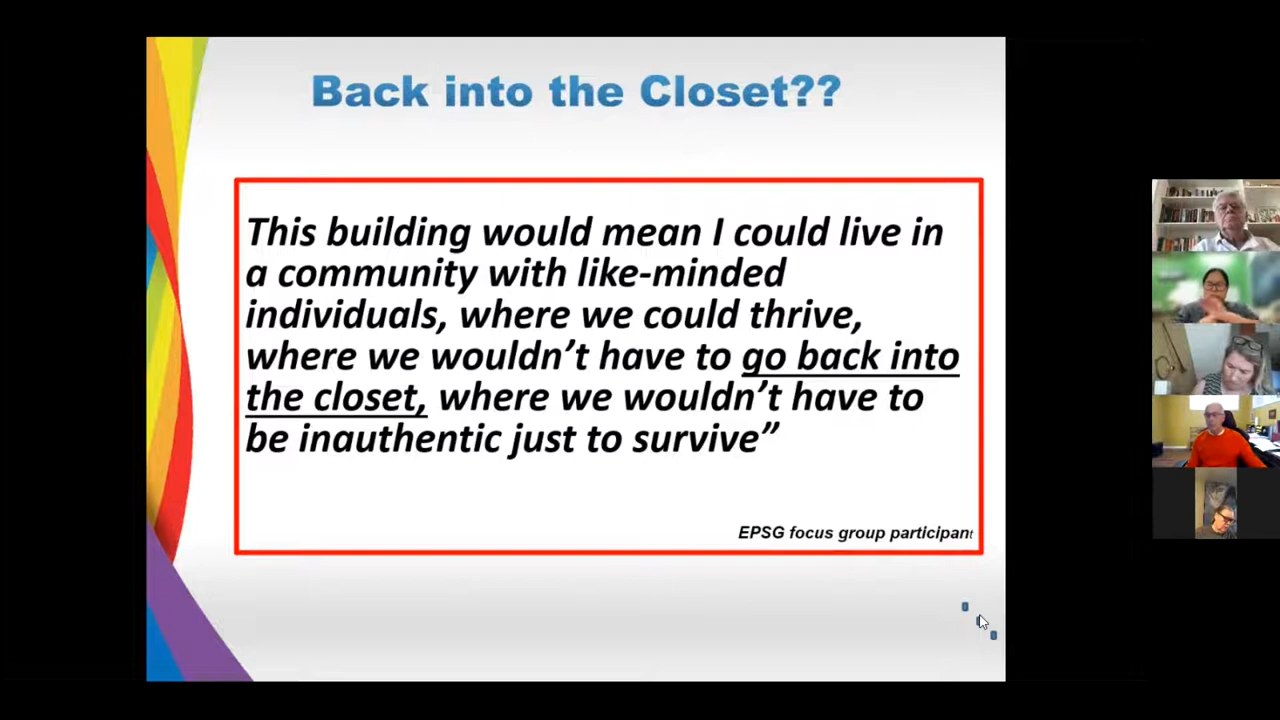 Back into the Closet??
This building would mean I could live in
a community with like-minded
individuals, where we could thrive,
where we wouldn’t have to go back into
the closet, where we wouldn’t have to
be inauthentic just to survive”
EPSG focus group participant